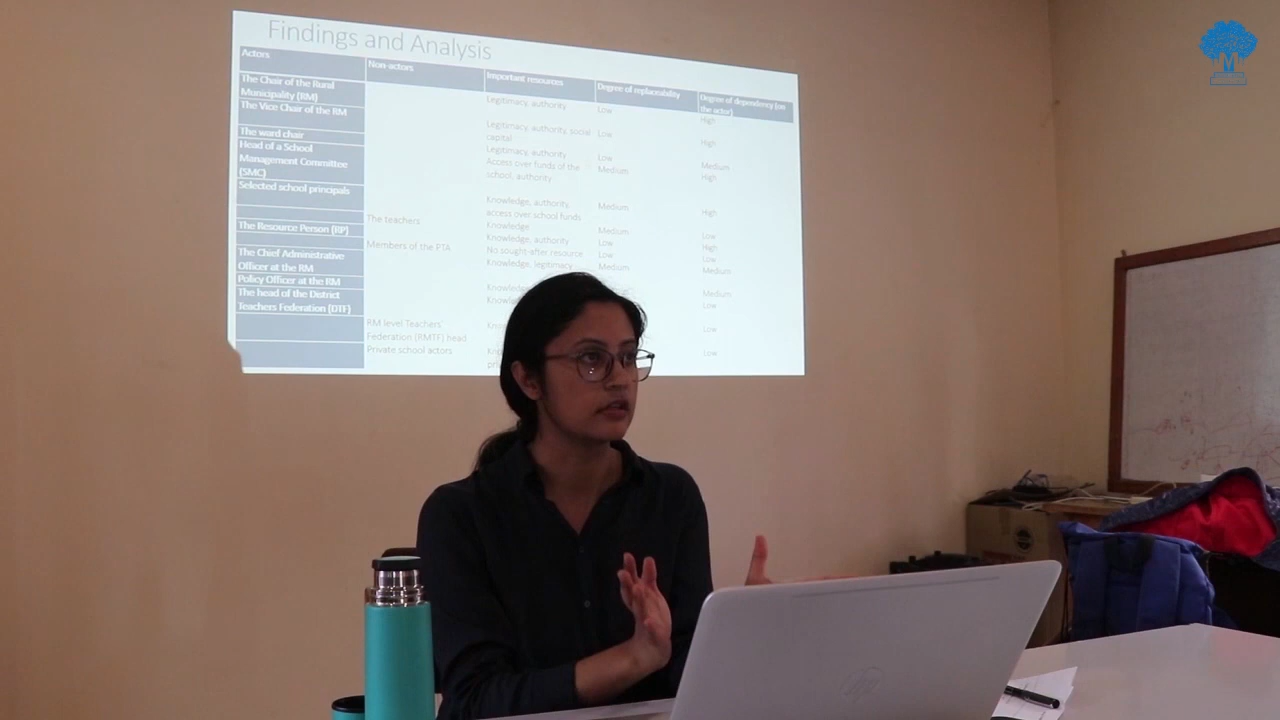 Findings and Analysis
Actors
Non-actors
Important resources
Degree of replaceability
Degree of dependency (on
the actor)
The Chair of the Rural
Municipality (RM)
Legitimacy, authority
Low
High
The Vice Chair of the RM
Legitimacy, authority, social
capital
Low
High
The ward chair
Legitimacy, authority
Low
Medium
Head of a School
Management Committee
(SMC)
Access over funds of the
school, authority
Medium
High
Selected school principals
Knowledge, authority,
access over school funds
Medium
High
The teachers
Knowledge
Medium
Low
The Resource Person (RP)
Knowledge, authority
Low
High
Members of the PTA
No sought-after resource
Low
Low
The Chief Administrative
Officer at the RM
Knowledge, legitimacy
Medium
Medium
Policy Officer at the RM
Medium
The head of the District
Teachers Federation (DTF)
Low
RM level Teachers'
Federation (RMTF) head
Low
Private school actors
Low
M
hp